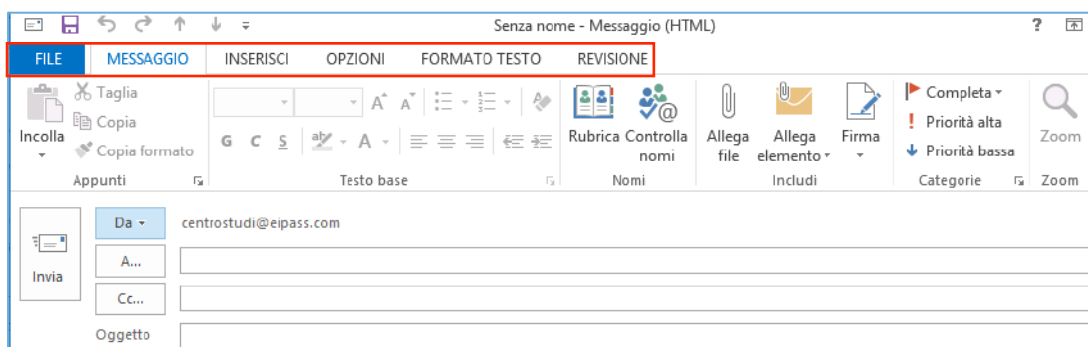 Senza nome - Messaggio (HTML) ?
FILE MESSAGGIO INSERISCI OPZIONI FORMATO TESTO REVISIONE
Incolla
Taglia
Copia
Copia formato
Appunti
G C S
A A
ab A
Testo base
Rubrica Controlla nomi
Nomi
Allega file
Allega elemento
Firma
Includi
Completa
Priorità alta
Priorità bassa
Categorie
Zoom
Zoom
Invia
Da centrostudi@eipass.com
A...
Cc...
Oggetto